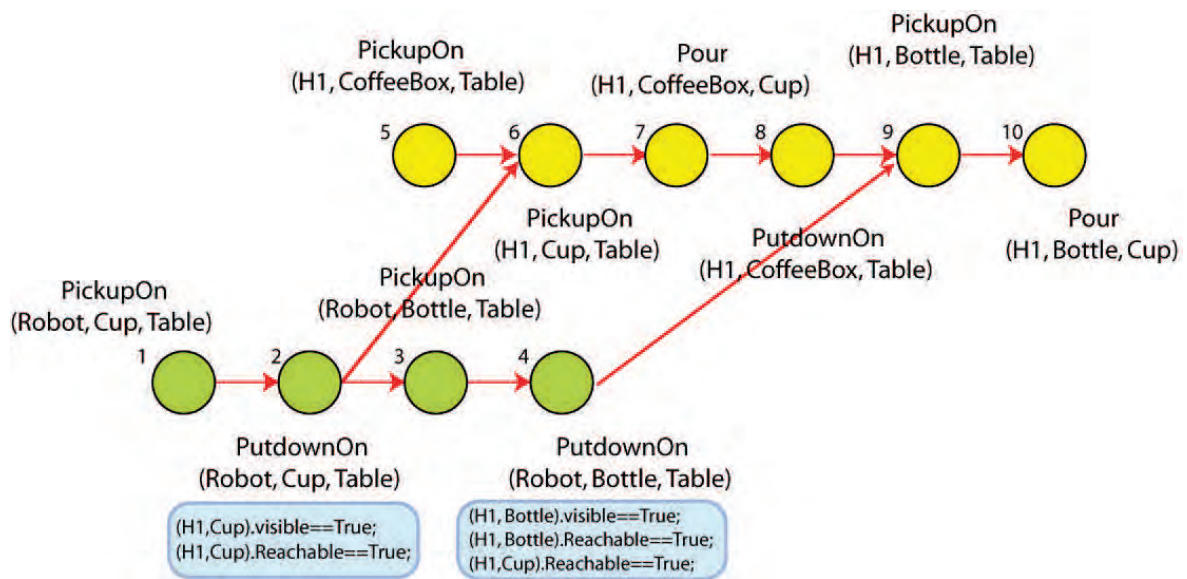 PickupOn
(H1, CoffeeBox, Table)
Pour
(H1, CoffeeBox, Cup)
PickupOn
(H1, Bottle, Table)
5
6
7
8
9
10
PickupOn
(H1, Cup, Table)
PutdownOn
(H1, CoffeeBox, Table)
Pour
(H1, Bottle, Cup)
PickupOn
(Robot, Cup, Table)
PickupOn
(Robot, Bottle, Table)
1
2
3
4
PutdownOn
(Robot, Cup, Table)
PutdownOn
(Robot, Bottle, Table)
(H1,Cup).visible==True;
(H1,Cup).Reachable==True;
(H1, Bottle).visible==True;
(H1, Bottle).Reachable==True;
(H1,Cup).Reachable==True;